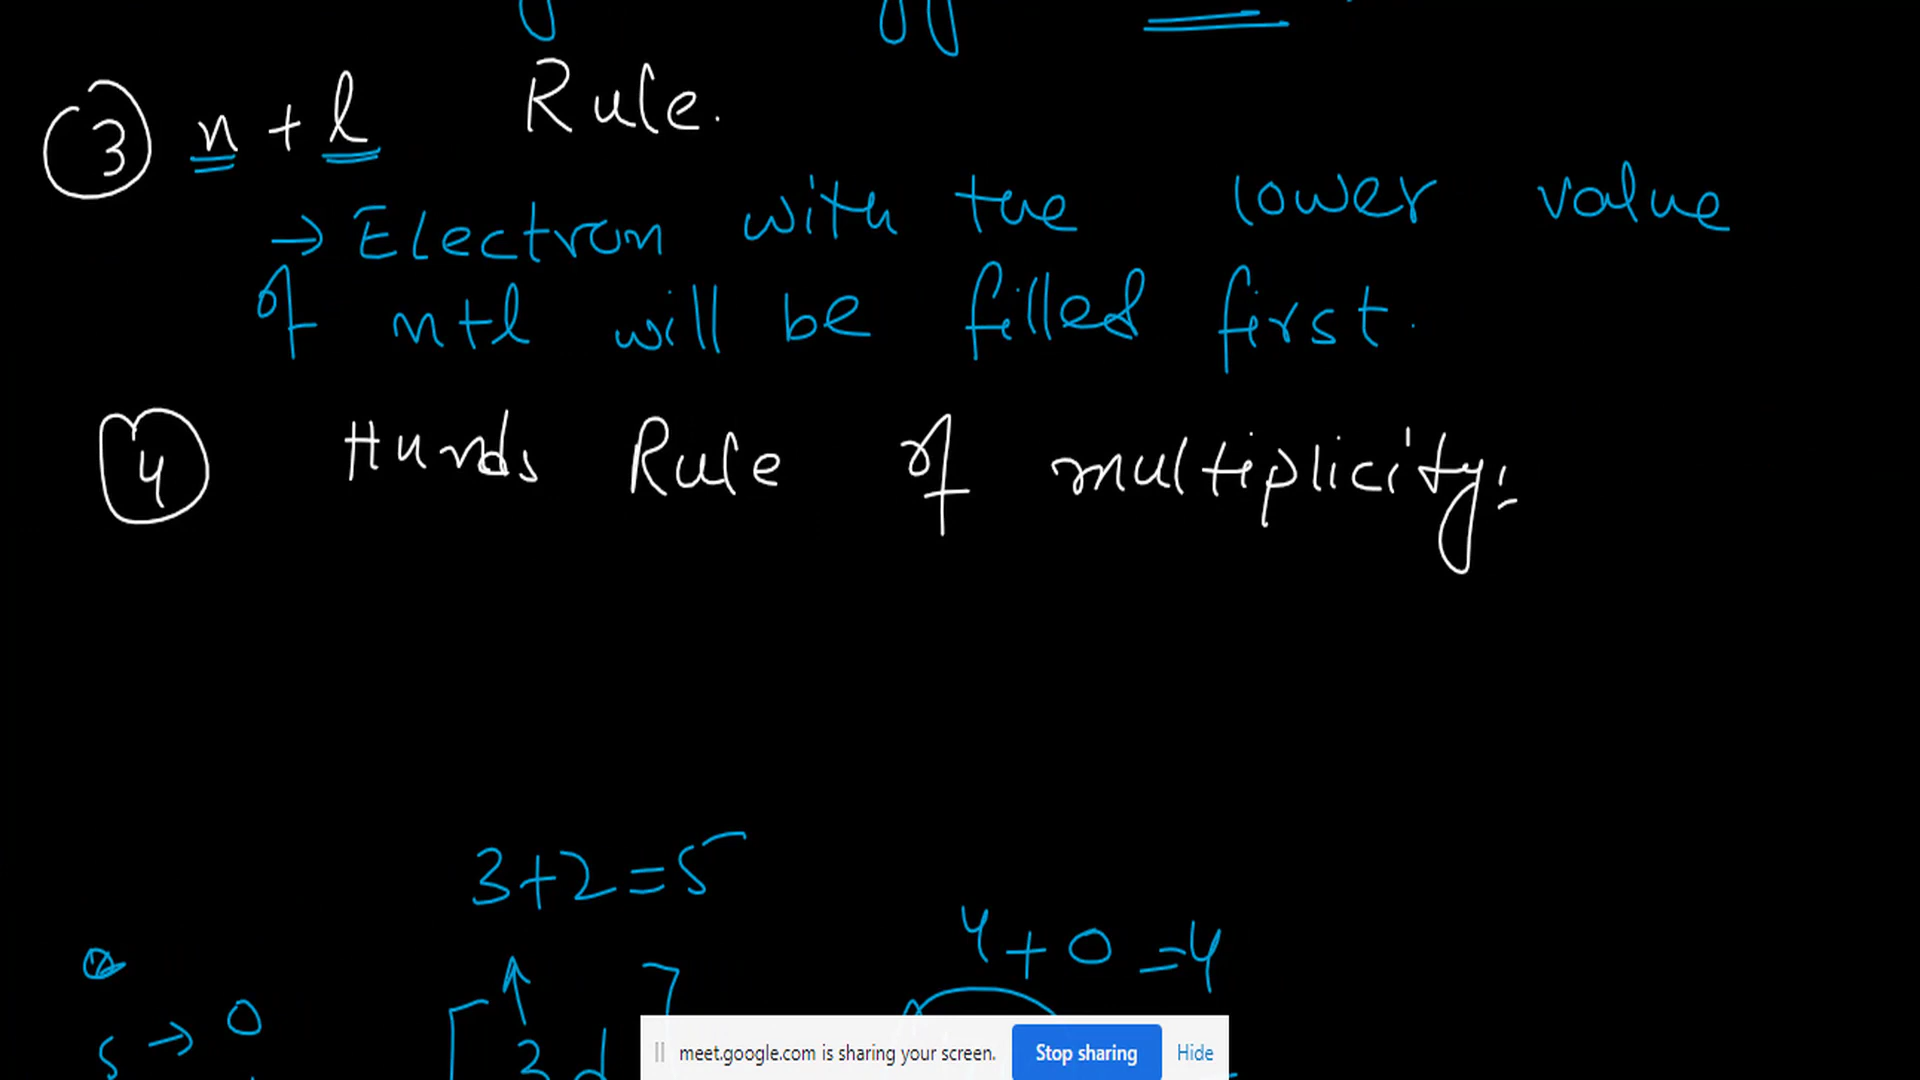 ③ n + l Rule.
→ Electron with the lower value
of n+l will be filled first.
④ Hunds Rule of multiplicity:
3+2=5
4+0=4
s → 0
3d
meet.google.com is sharing your screen. Stop sharing Hide